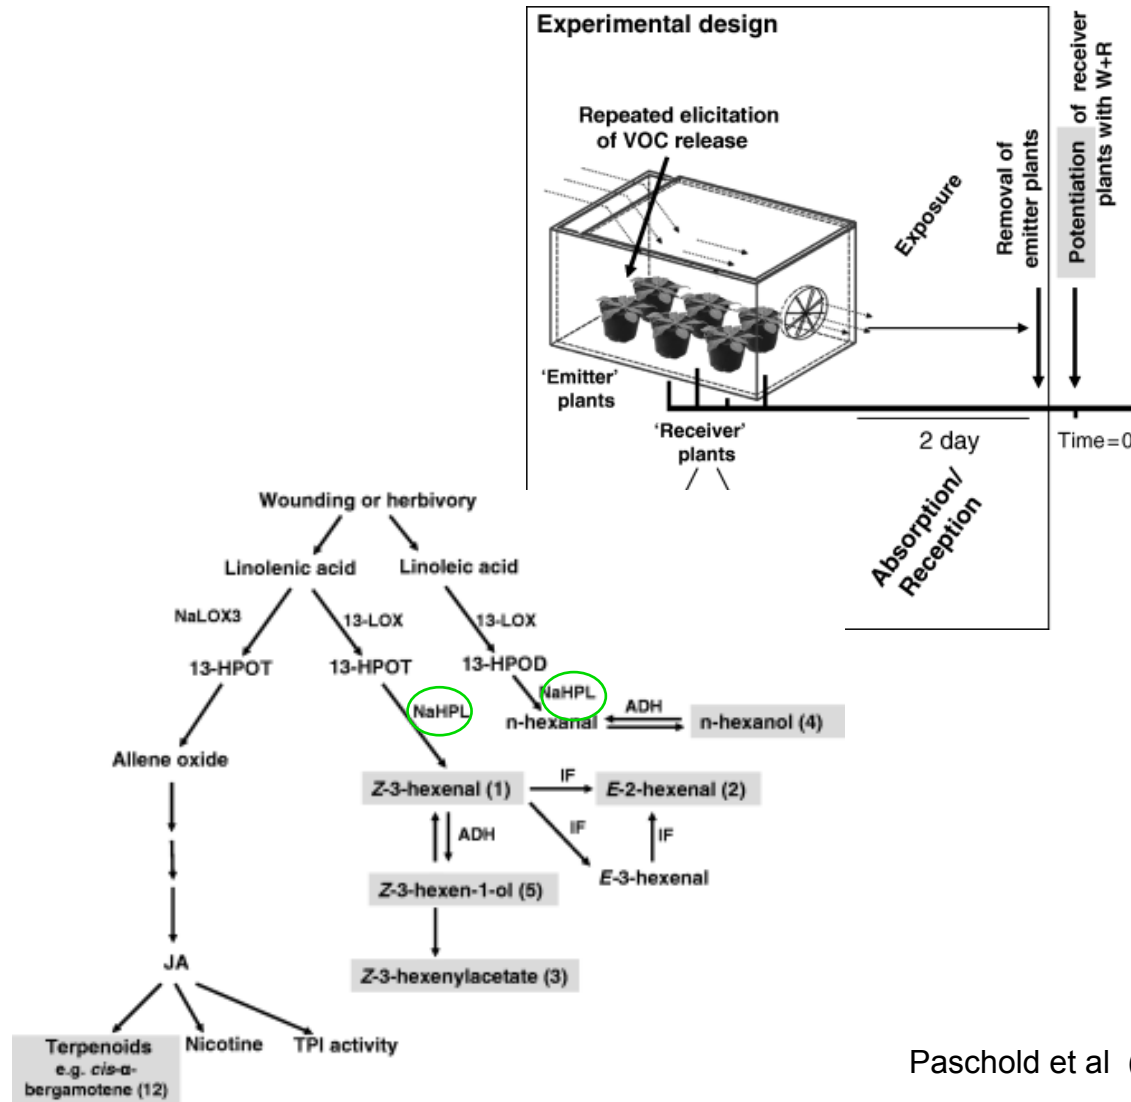 Experimental design
Repeated elicitation
of VOC release
Exposure
Removal of
emitter plants
Potentiation of receiver
plants with W+R
'Emitter'
plants
'Receiver'
plants
2 day
Time=0
Absorption/
Reception
Wounding or herbivory
Linolenic acid
Linoleic acid
NaLOX3
13-LOX
13-LOX
13-HPOT
13-HPOT
13-HPOD
NaHPL
NaHPL
n-hexanal
ADH
n-hexanol (4)
Allene oxide
Z-3-hexenal (1)
IF
E-2-hexenal (2)
ADH
IF
IF
E-3-hexenal
Z-3-hexen-1-ol (5)
Z-3-hexenylacetate (3)
JA
Terpenoids
e.g. cis-α-
bergamotene (12)
Nicotine
TPI activity
Paschold et al (